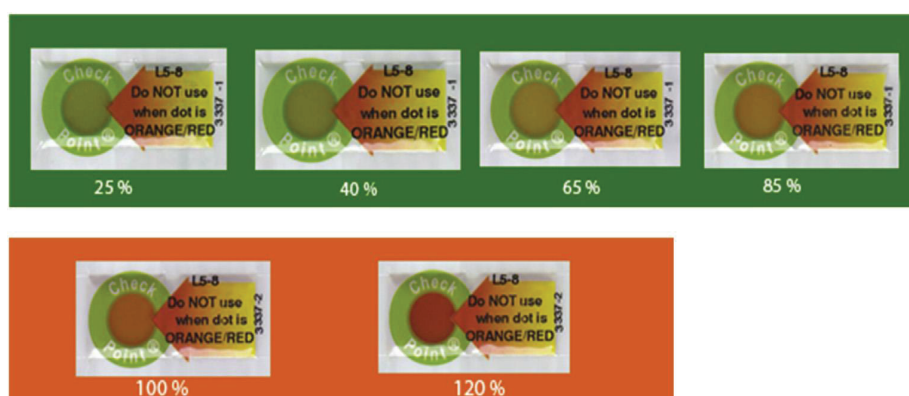 Check
Point®
L5-8
Do NOT use
when dot is
ORANGE/RED
3337-1
25 %
Check
Point®
L5-8
Do NOT use
when dot is
ORANGE/RED
3337-1
40 %
Check
Point®
L5-8
Do NOT use
when dot is
ORANGE/RED
3337-1
65 %
Check
Point®
L5-8
Do NOT use
when dot is
ORANGE/RED
3337-1
85 %
Check
Point®
L5-8
Do NOT use
when dot is
ORANGE/RED
3337-2
100 %
Check
Point®
L5-8
Do NOT use
when dot is
ORANGE/RED
3337-2
120 %